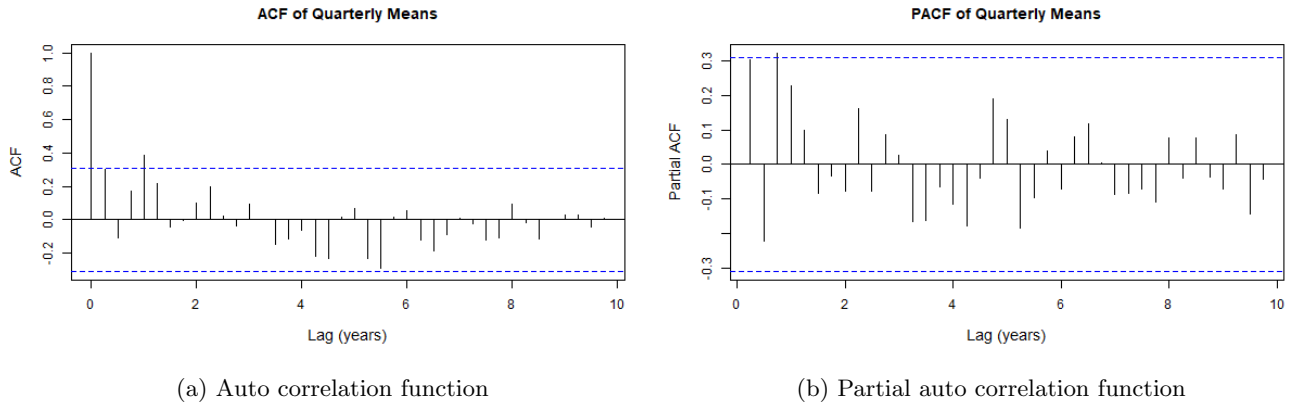 ACF of Quarterly Means
ACF
1.0
0.8
0.6
0.4
0.2
0.0
-0.2
0 2 4 6 8 10
Lag (years)
(a) Auto correlation function
PACF of Quarterly Means
Partial ACF
0.3
0.2
0.1
0.0
-0.1
-0.3
0 2 4 6 8 10
Lag (years)
(b) Partial auto correlation function